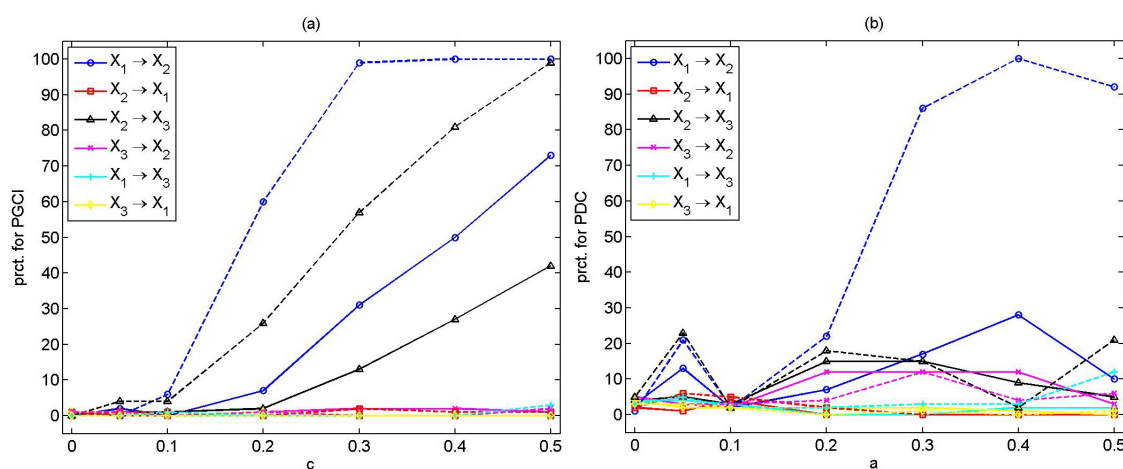 (a)
prct. for PGCI
100
90
80
70
60
50
40
30
20
10
0
X₁ → X₂
X₂ → X₁
X₂ → X₃
X₃ → X₂
X₁ → X₃
X₃ → X₁
0 0.1 0.2 0.3 0.4 0.5
c
(b)
prct. for PDC
100
90
80
70
60
50
40
30
20
10
0
X₁ → X₂
X₂ → X₁
X₂ → X₃
X₃ → X₂
X₁ → X₃
X₃ → X₁
0 0.1 0.2 0.3 0.4 0.5
a